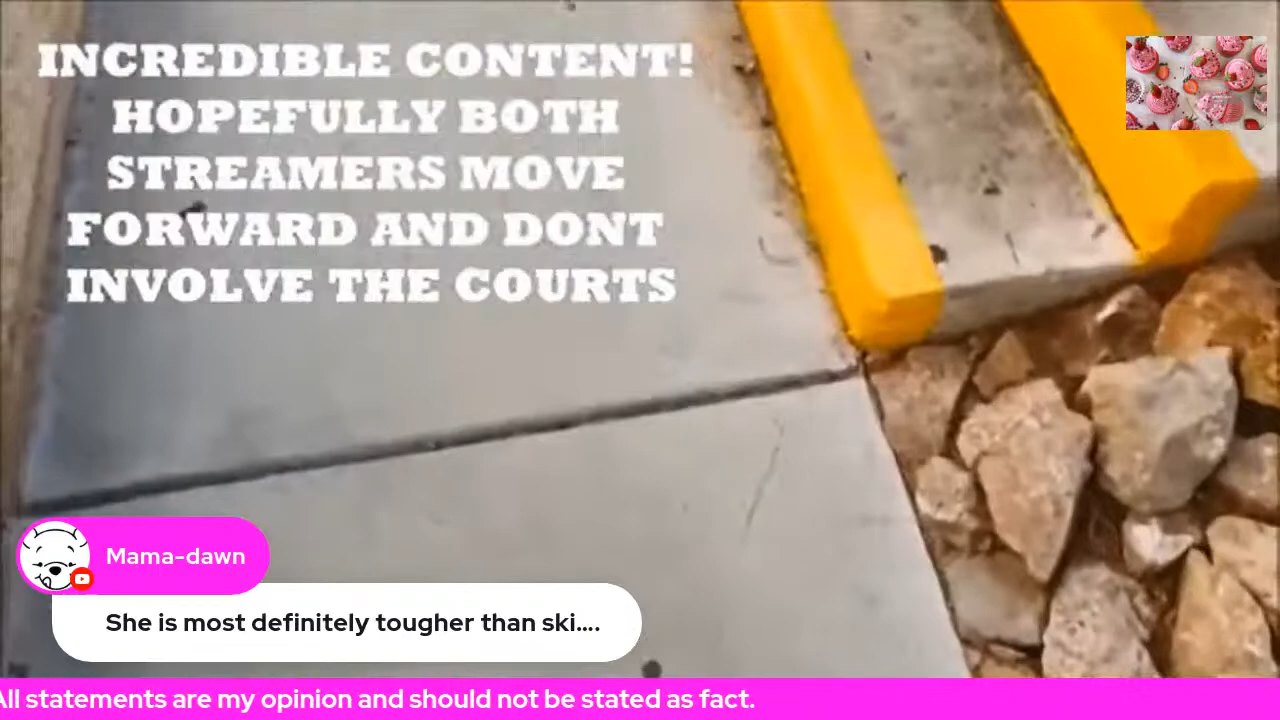 INCREDIBLE CONTENT!
HOPEFULLY BOTH
STREAMERS MOVE
FORWARD AND DONT
INVOLVE THE COURTS
Mama-dawn
She is most definitely tougher than ski....
All statements are my opinion and should not be stated as fact.